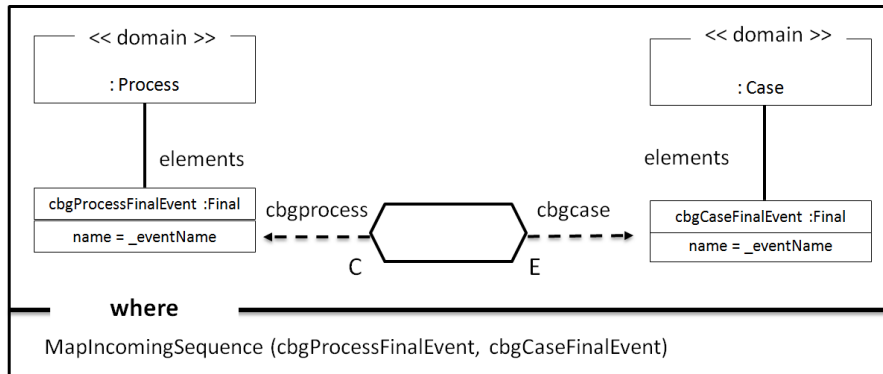 << domain >>
: Process
elements
cbgProcessFinalEvent :Final
name = _eventName
cbgprocess
C
cbgcase
E
<< domain >>
: Case
elements
cbgCaseFinalEvent :Final
name = _eventName
where
MapIncomingSequence (cbgProcessFinalEvent, cbgCaseFinalEvent)